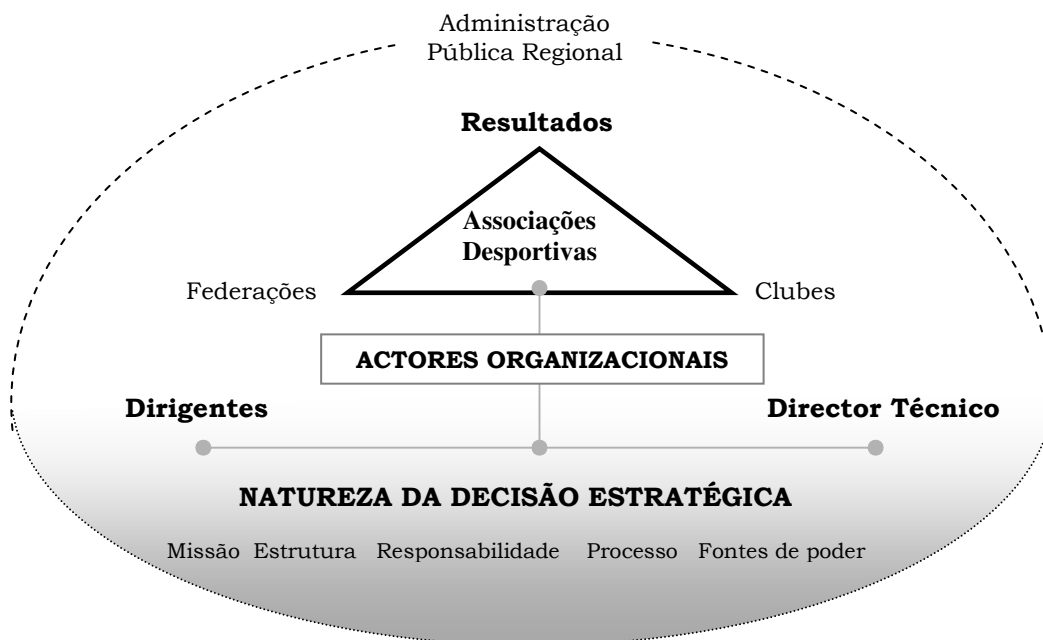 Administração
Pública Regional
Resultados
Associações
Desportivas
Federações
Clubes
ACTORES ORGANIZACIONAIS
Dirigentes
Director Técnico
NATUREZA DA DECISÃO ESTRATÉGICA
Missão Estrutura Responsabilidade Processo Fontes de poder